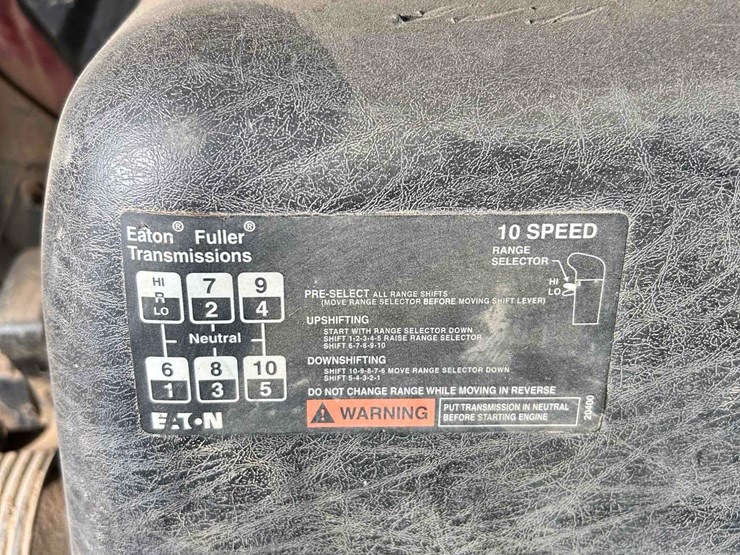 Eaton® Fuller®
Transmissions
10 SPEED
RANGE
SELECTOR
HI
LO
HI
R
LO
7
2
9
4
Neutral
6
1
8
3
10
5
PRE-SELECT ALL RANGE SHIFTS
(MOVE RANGE SELECTOR BEFORE MOVING SHIFT LEVER)
UPSHIFTING
START WITH RANGE SELECTOR DOWN
SHIFT 1-2-3-4-5 RAISE RANGE SELECTOR
SHIFT 6-7-8-9-10
DOWNSHIFTING
SHIFT 10-9-8-7-6 MOVE RANGE SELECTOR DOWN
SHIFT 5-4-3-2-1
DO NOT CHANGE RANGE WHILE MOVING IN REVERSE
WARNING
PUT TRANSMISSION IN NEUTRAL
BEFORE STARTING ENGINE
EATON